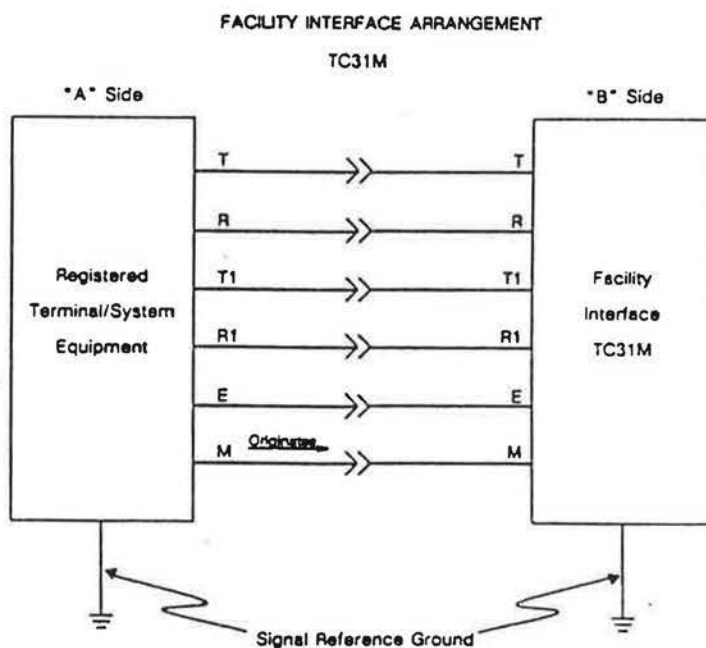 FACILITY INTERFACE ARRANGEMENT
TC31M
"A" Side
"B" Side
T
T
R
R
T1
T1
R1
R1
E
E
M
Originates
M
Registered
Terminal/System
Equipment
Facility
Interface
TC31M
Signal Reference Ground